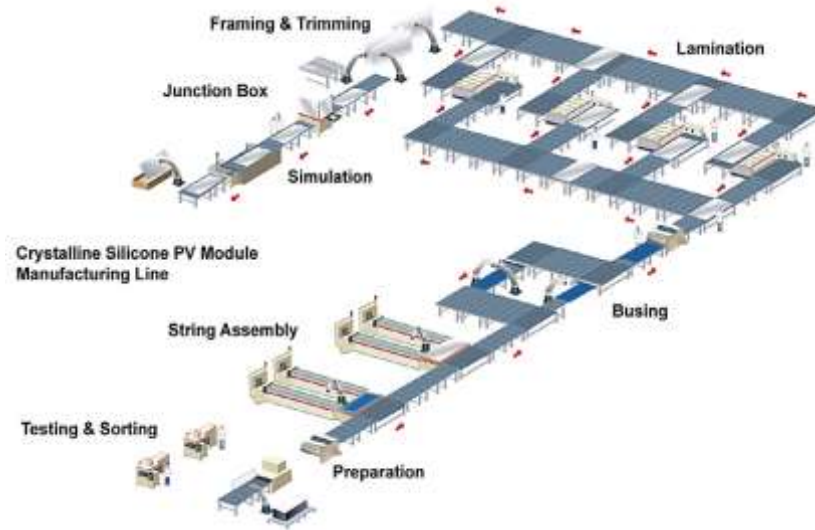 Framing & Trimming
Lamination
Junction Box
Simulation
Crystalline Silicone PV Module
Manufacturing Line
Busing
String Assembly
Testing & Sorting
Preparation